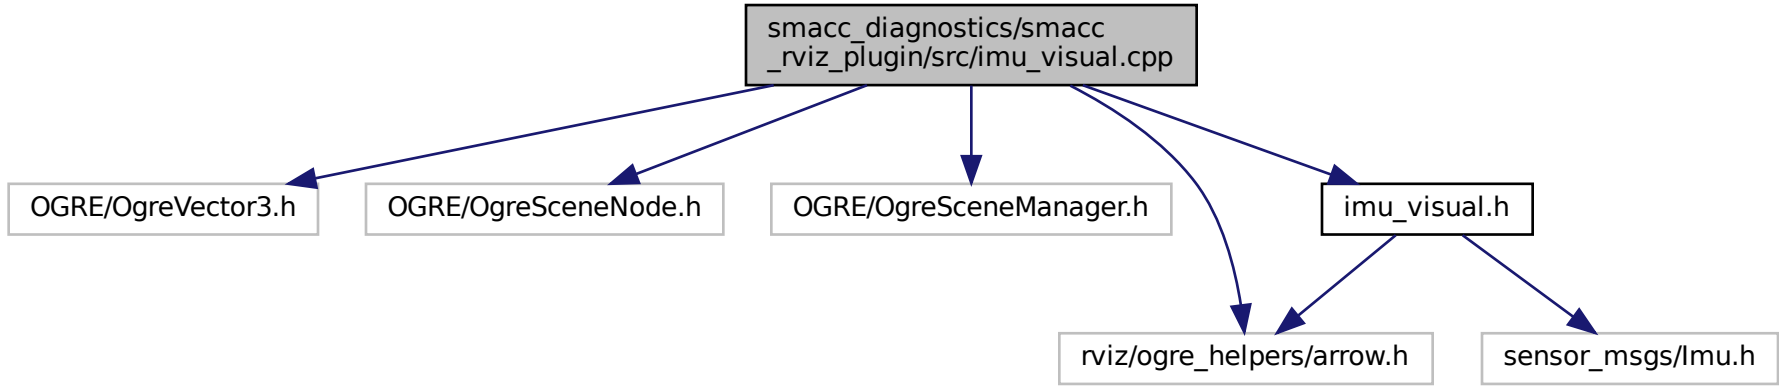 smacc_diagnostics/smacc
_rviz_plugin/src/imu_visual.cpp
OGRE/OgreVector3.h
OGRE/OgreSceneNode.h
OGRE/OgreSceneManager.h
imu_visual.h
rviz/ogre_helpers/arrow.h
sensor_msgs/Imu.h